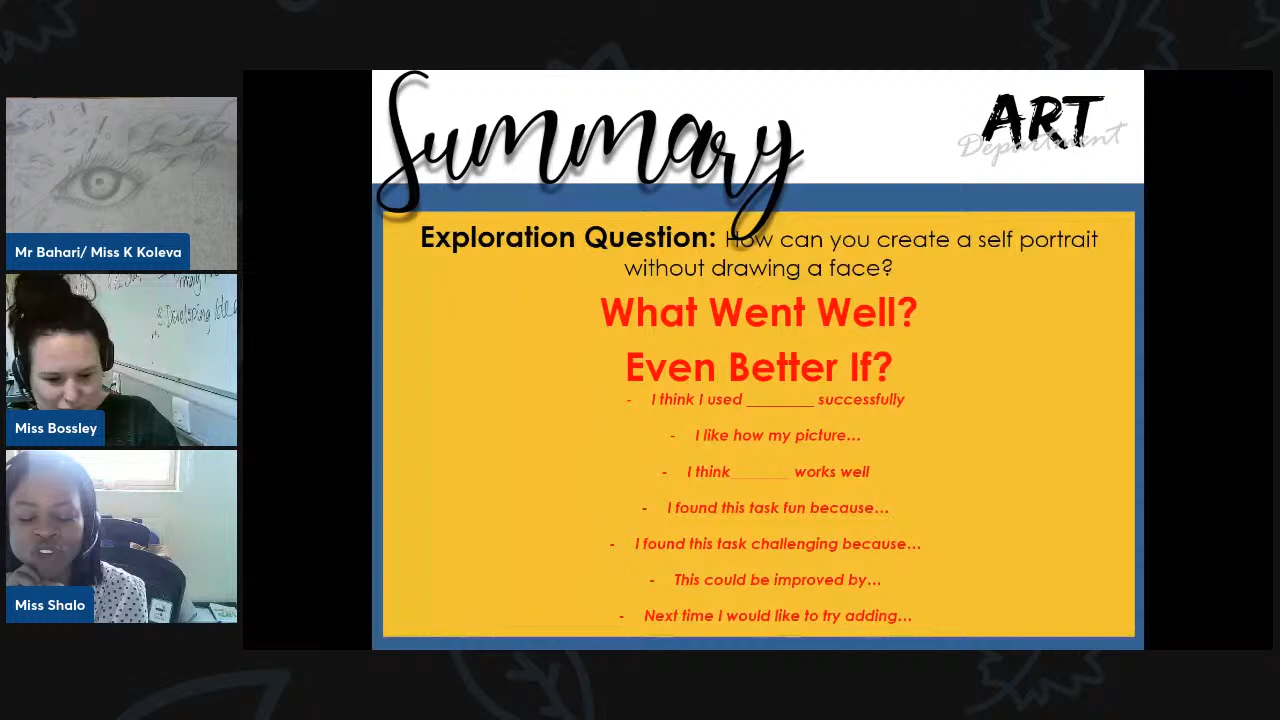 Summary
ART
Department
Exploration Question: How can you create a self portrait
without drawing a face?
What Went Well?
Even Better If?
- I think I used ________ successfully
- I like how my picture...
- I think_______ works well
- I found this task fun because...
- I found this task challenging because...
- This could be improved by...
- Next time I would like to try adding...
Mr Bahari/ Miss K Koleva
Developing
Miss Bossley
Miss Shalo